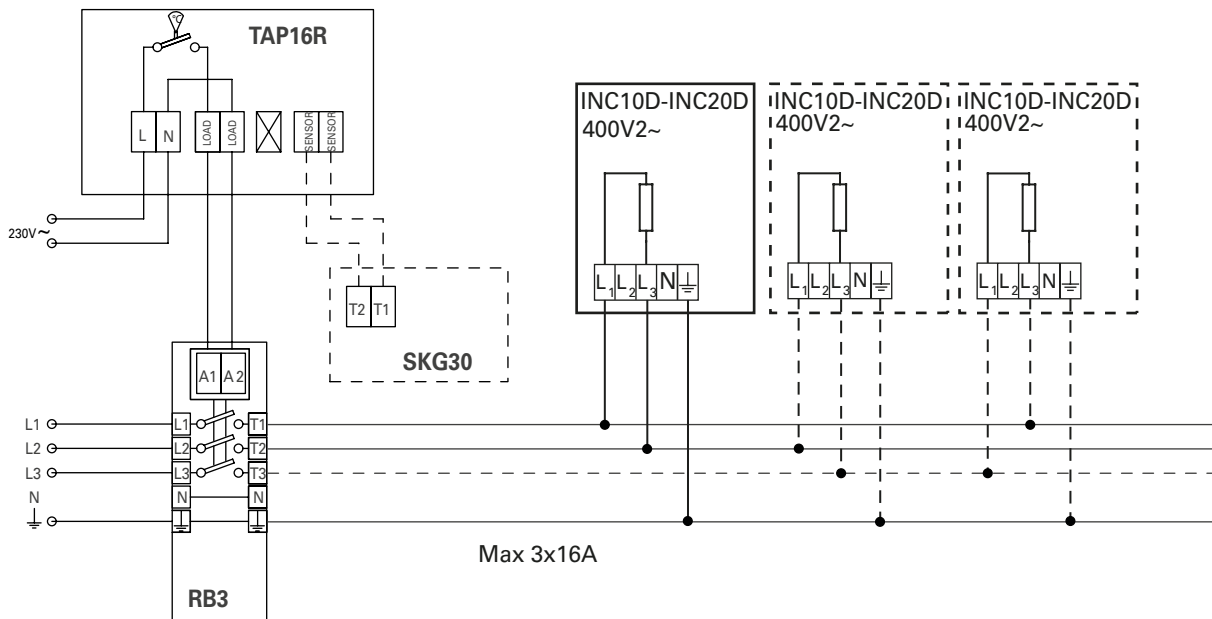 TAP16R
°C
L N LOAD LOAD SENSOR SENSOR
230V~
T2 T1
SKG30
INC10D-INC20D
400V2~
L1 L2 L3 N
INC10D-INC20D
400V2~
L1 L2 L3 N
INC10D-INC20D
400V2~
L1 L2 L3 N
A1 A2
L1 L1 T1
L2 L2 T2
L3 L3 T3
N N N
Max 3x16A
RB3